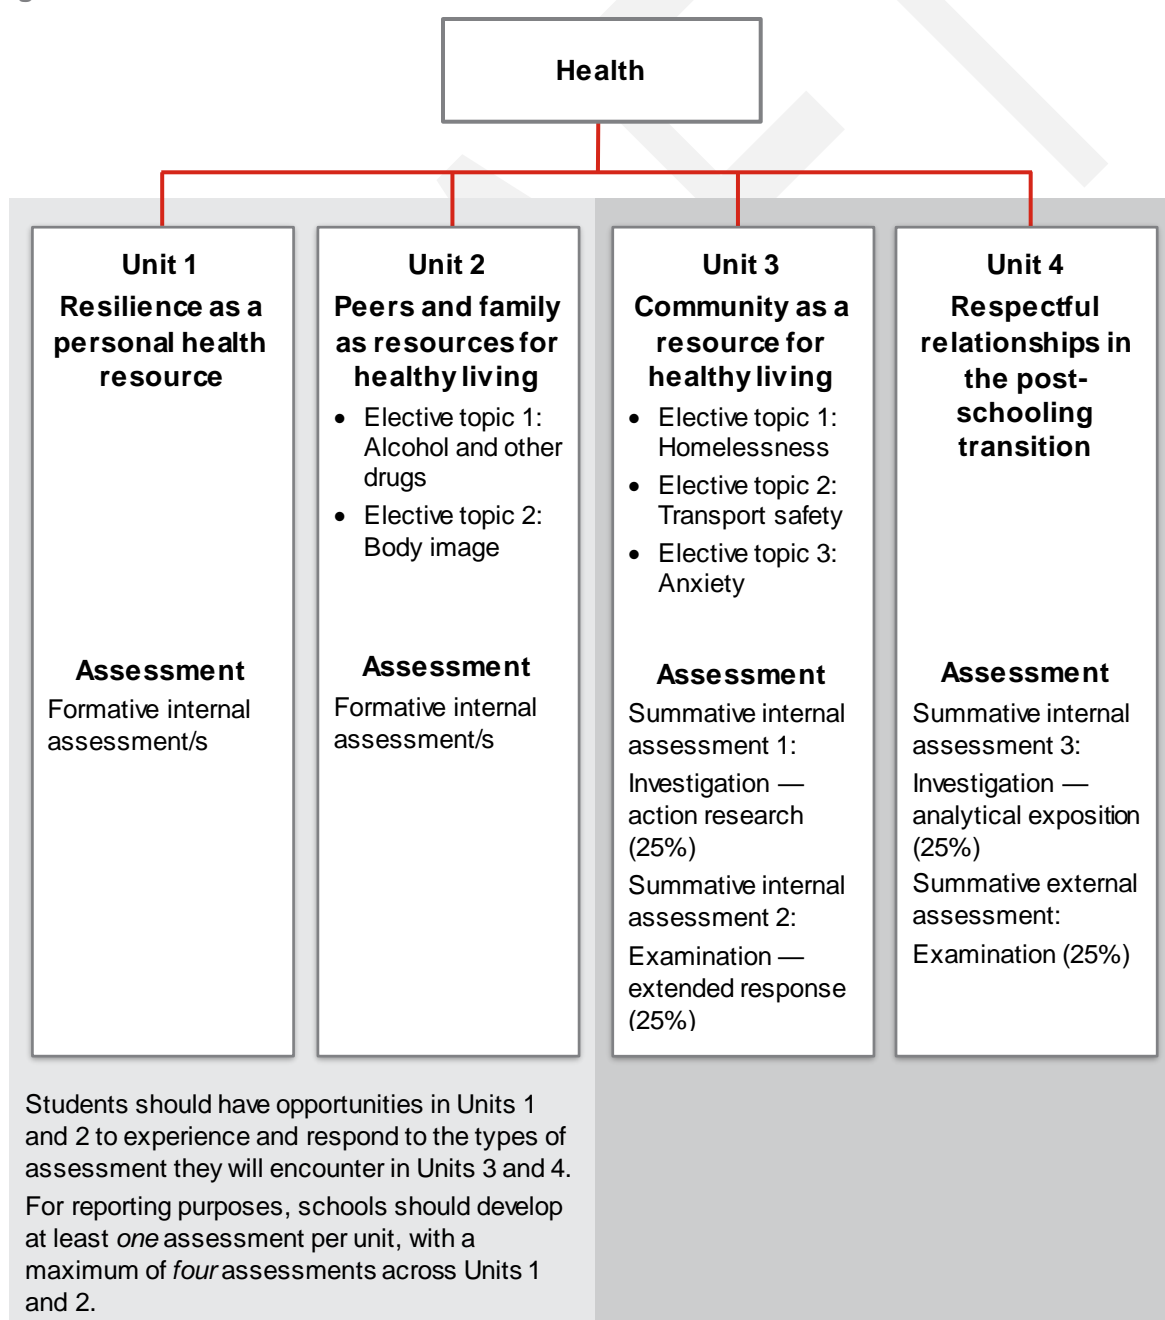 Health
Unit 1
Resilience as a
personal health
resource
Assessment
Formative internal
assessment/s
Unit 2
Peers and family
as resources for
healthy living
• Elective topic 1:
Alcohol and other
drugs
• Elective topic 2:
Body image
Assessment
Formative internal
assessment/s
Unit 3
Community as a
resource for
healthy living
• Elective topic 1:
Homelessness
• Elective topic 2:
Transport safety
• Elective topic 3:
Anxiety
Assessment
Summative internal
assessment 1:
Investigation —
action research
(25%)
Summative internal
assessment 2:
Examination —
extended response
(25%)
Unit 4
Respectful
relationships in
the post-
schooling
transition
Assessment
Summative internal
assessment 3:
Investigation —
analytical exposition
(25%)
Summative external
assessment:
Examination (25%)
Students should have opportunities in Units 1
and 2 to experience and respond to the types of
assessment they will encounter in Units 3 and 4.
For reporting purposes, schools should develop
at least one assessment per unit, with a
maximum of four assessments across Units 1
and 2.